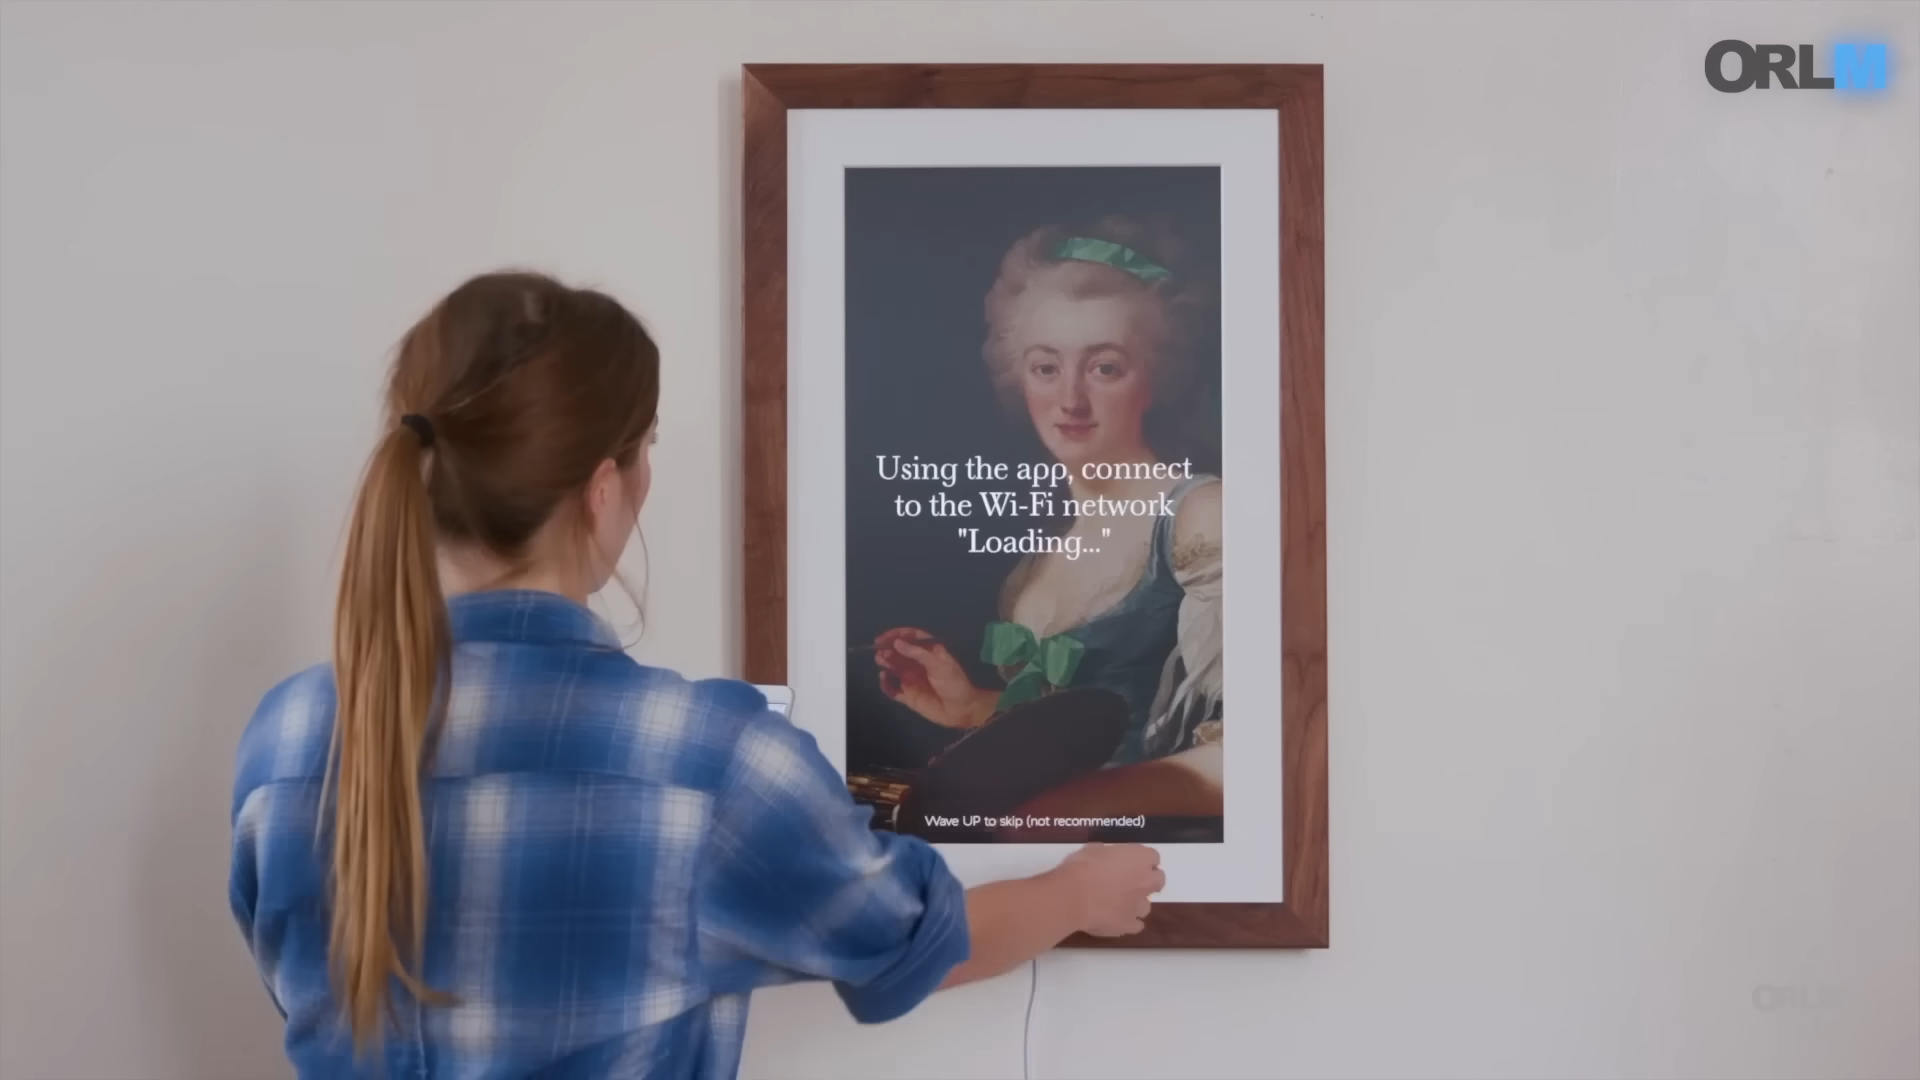 ORLM
Using the app, connect
to the Wi-Fi network
"Loading..."
Wave UP to skip (not recommended)